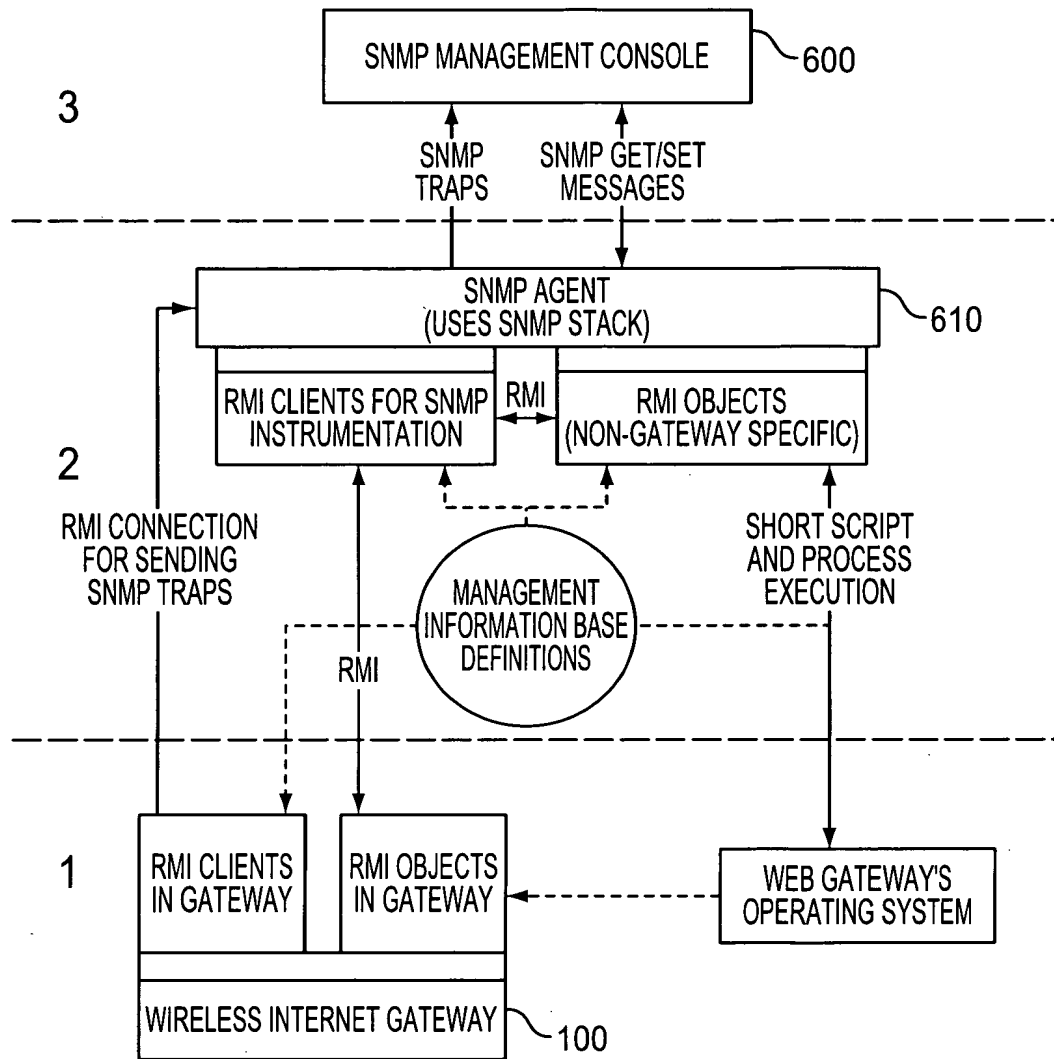 SNMP MANAGEMENT CONSOLE
600
3
SNMP
TRAPS
SNMP GET/SET
MESSAGES
SNMP AGENT
(USES SNMP STACK)
610
RMI CLIENTS FOR SNMP
INSTRUMENTATION
RMI
RMI OBJECTS
(NON-GATEWAY SPECIFIC)
2
RMI CONNECTION
FOR SENDING
SNMP TRAPS
SHORT SCRIPT
AND PROCESS
EXECUTION
MANAGEMENT
INFORMATION BASE
DEFINITIONS
RMI
1
RMI CLIENTS
IN GATEWAY
RMI OBJECTS
IN GATEWAY
WEB GATEWAY'S
OPERATING SYSTEM
WIRELESS INTERNET GATEWAY
100